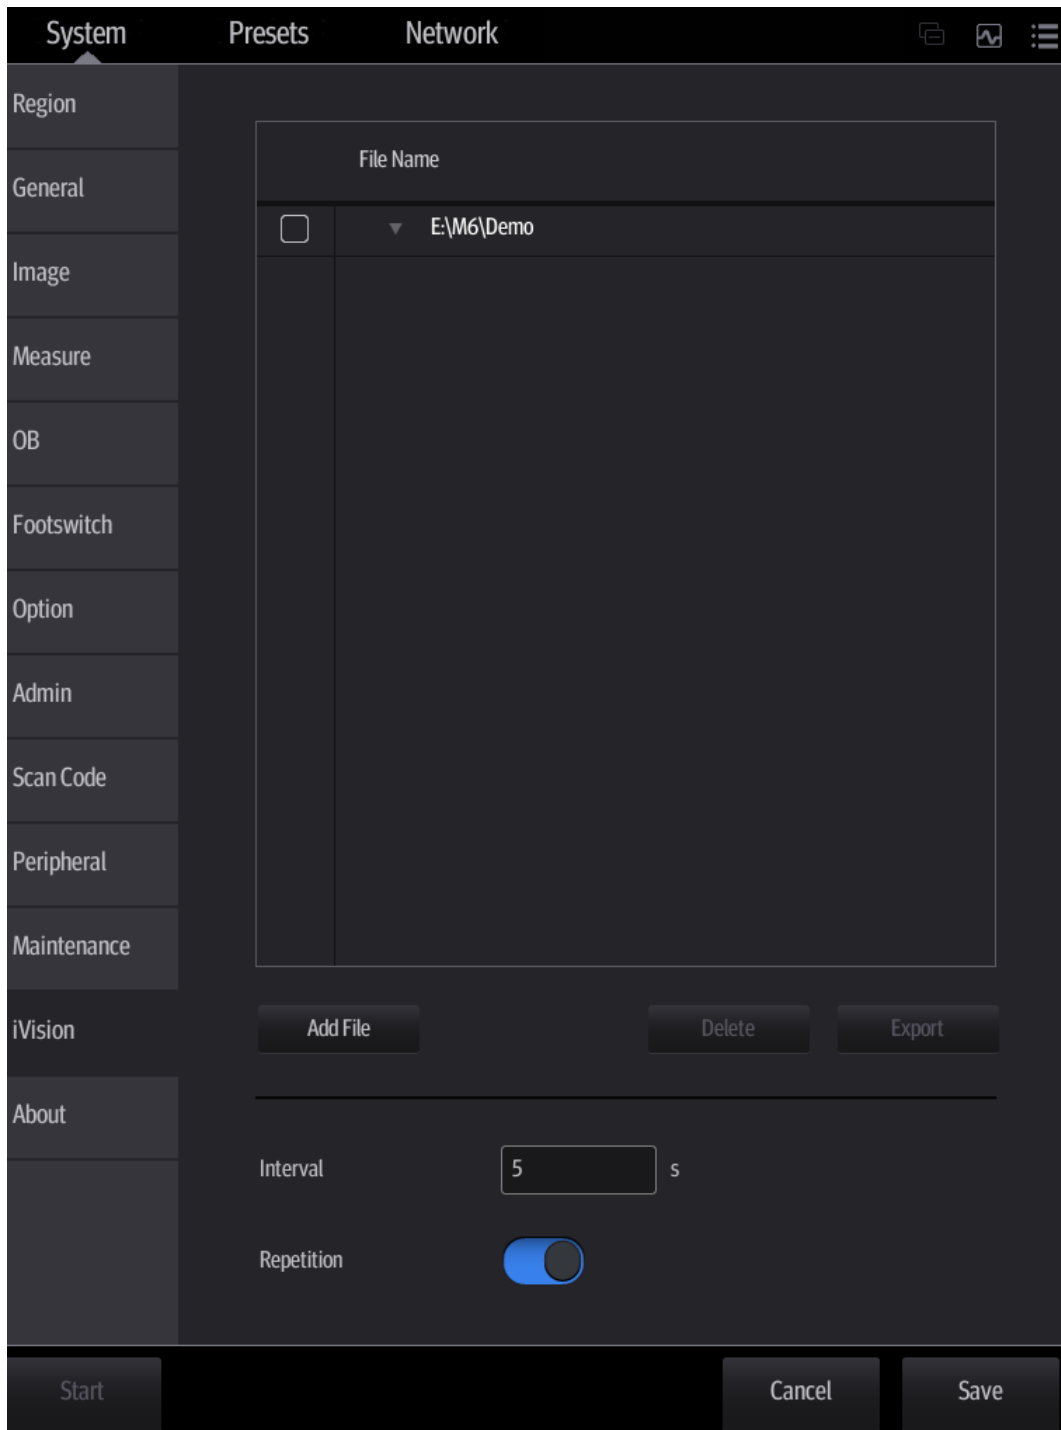 System Presets Network
Region
File Name
General
E:\M6\Demo
Image
Measure
OB
Footswitch
Option
Admin
Scan Code
Peripheral
Maintenance
iVision
Add File Delete Export
About
Interval 5 s
Repetition
Start Cancel Save